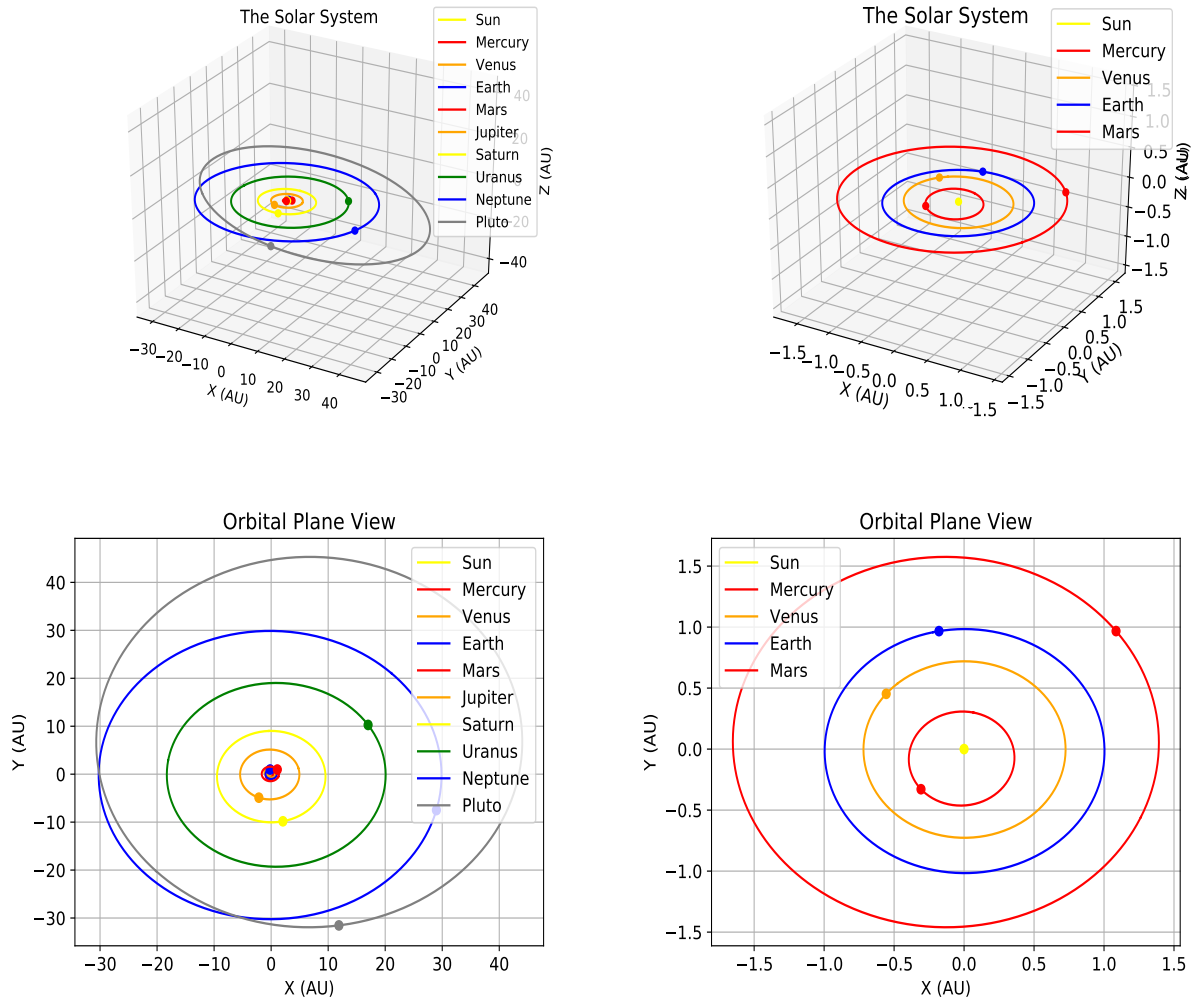 The Solar System
Sun
Mercury
Venus
Earth
Mars
Jupiter
Saturn
Uranus
Neptune
Pluto
40
20
0
−20
−40
Z (AU)
−30 −20 −10 0 10 20 30 40
X (AU)
−30 −20 −10 0 10 20 30 40
Y (AU)
The Solar System
Sun
Mercury
Venus
Earth
Mars
1.5
1.0
0.5
0.0
−0.5
−1.0
−1.5
Z (AU)
−1.5 −1.0 −0.5 0.0 0.5 1.0 1.5
X (AU)
−1.5 −1.0 −0.5 0.0 0.5 1.0 1.5
Y (AU)
Orbital Plane View
Sun
Mercury
Venus
Earth
Mars
Jupiter
Saturn
Uranus
Neptune
Pluto
40
30
20
10
0
−10
−20
−30
Y (AU)
−30 −20 −10 0 10 20 30 40
X (AU)
Orbital Plane View
Sun
Mercury
Venus
Earth
Mars
1.5
1.0
0.5
0.0
−0.5
−1.0
−1.5
Y (AU)
−1.5 −1.0 −0.5 0.0 0.5 1.0 1.5
X (AU)